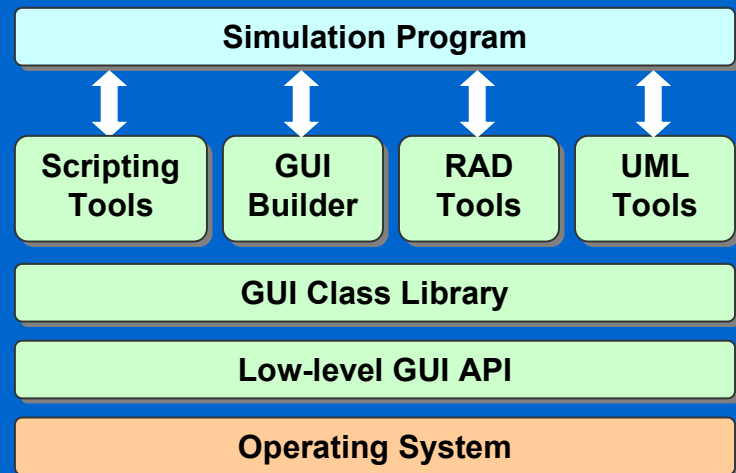 Simulation Program
Scripting
Tools
GUI
Builder
RAD
Tools
UML
Tools
GUI Class Library
Low-level GUI API
Operating System